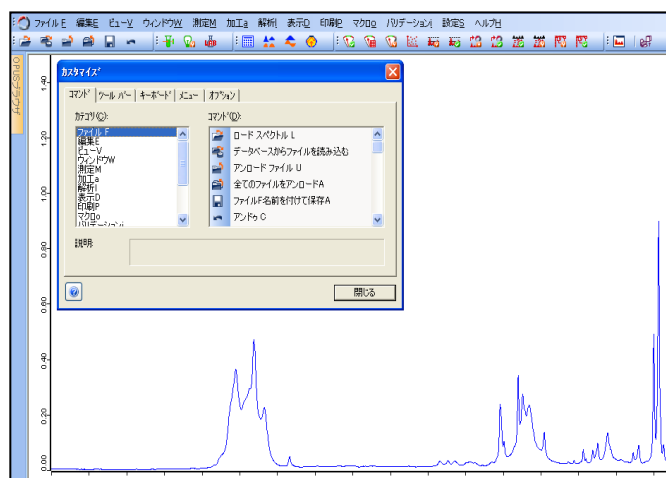 ファイルF 編集E ビューV ウィンドウW 測定M 加工a 解析I 表示D 印刷P マクロo バリデーションi 設定S ヘルプH
OPUSブラウザ
カスタマイズ
コマンド ツール バー キーボード メニュー オプション
カテゴリ(C):
ファイル F
編集E
ビューV
ウィンドウW
測定M
加工a
解析I
表示D
印刷P
マクロo
バリデーションi
コマンド(D):
ロード スペクトル L
データベースからファイルを読み込む
アンロード ファイル U
全てのファイルをアンロードA
ファイルF名前を付けて保存A
アンドゥ C
説明:
閉じる
1.40
1.20
1.00
0.80
0.60
0.40
0.20
0.00